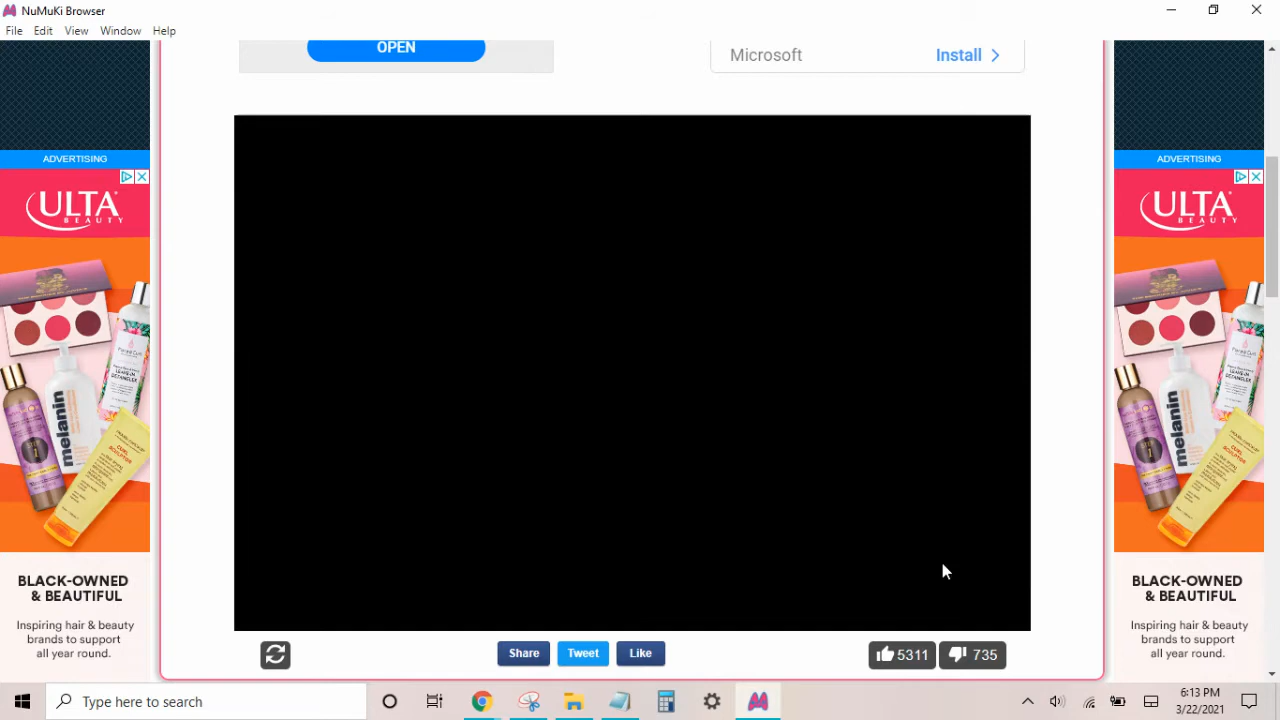 NuMuKi Browser
File Edit View Window Help
OPEN
Microsoft
Install
ADVERTISING
ULTA
BEAUTY
melanin
BLACK-OWNED
& BEAUTIFUL
Inspiring hair & beauty
brands to support
all year round.
ADVERTISING
ULTA
BEAUTY
melanin
BLACK-OWNED
& BEAUTIFUL
Inspiring hair & beauty
brands to support
all year round.
Share
Tweet
Like
5311
735
Type here to search
6:13 PM
3/22/2021